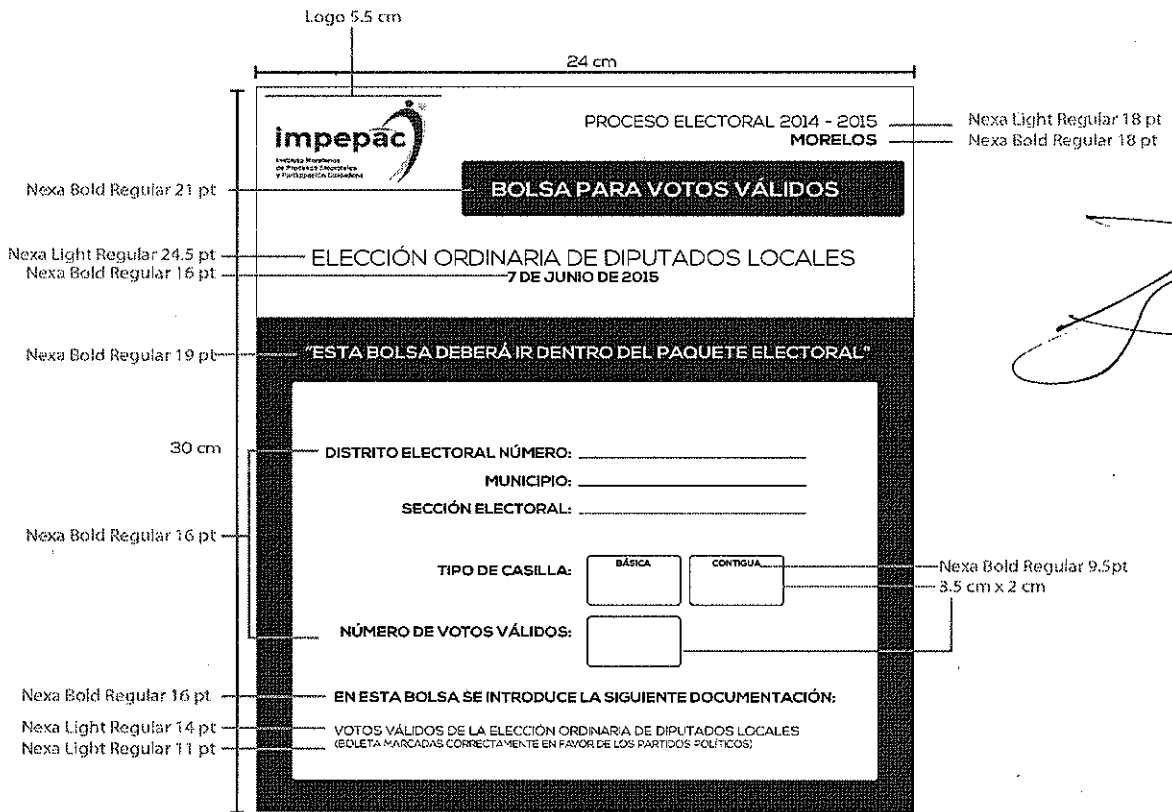 Logo 5.5 cm
24 cm
impepac
Instituto Morelense
de Procesos Electorales
y Participación Ciudadana
PROCESO ELECTORAL 2014 - 2015
MORELOS
Nexa Light Regular 18 pt
Nexa Bold Regular 18 pt
Nexa Bold Regular 21 pt
BOLSA PARA VOTOS VÁLIDOS
Nexa Light Regular 24.5 pt
ELECCIÓN ORDINARIA DE DIPUTADOS LOCALES
Nexa Bold Regular 16 pt
7 DE JUNIO DE 2015
Nexa Bold Regular 19 pt
"ESTA BOLSA DEBERÁ IR DENTRO DEL PAQUETE ELECTORAL"
30 cm
DISTRITO ELECTORAL NÚMERO:
MUNICIPIO:
SECCIÓN ELECTORAL:
Nexa Bold Regular 16 pt
TIPO DE CASILLA:
BÁSICA
CONTIGUA
Nexa Bold Regular 9.5pt
3.5 cm x 2 cm
NÚMERO DE VOTOS VÁLIDOS:
Nexa Bold Regular 16 pt
EN ESTA BOLSA SE INTRODUCE LA SIGUIENTE DOCUMENTACIÓN:
Nexa Light Regular 14 pt
VOTOS VÁLIDOS DE LA ELECCIÓN ORDINARIA DE DIPUTADOS LOCALES
Nexa Light Regular 11 pt
(BOLETA MARCADAS CORRECTAMENTE EN FAVOR DE LOS PARTIDOS POLÍTICOS)